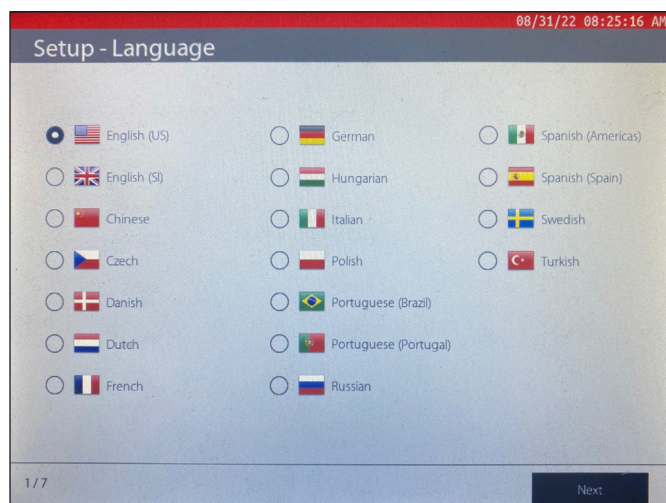 08/31/22 08:25:16 AM
Setup - Language
English (US)
English (SI)
Chinese
Czech
Danish
Dutch
French
German
Hungarian
Italian
Polish
Portuguese (Brazil)
Portuguese (Portugal)
Russian
Spanish (Americas)
Spanish (Spain)
Swedish
Turkish
1/7
Next